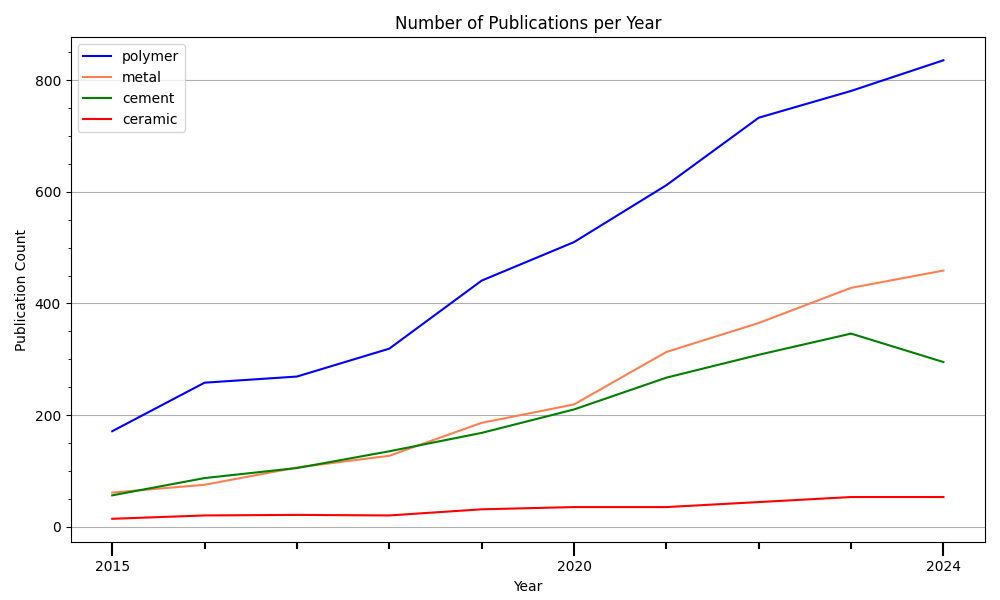 Number of Publications per Year
polymer
metal
cement
ceramic
800
600
400
200
0
Publication Count
2015
2020
2024
Year